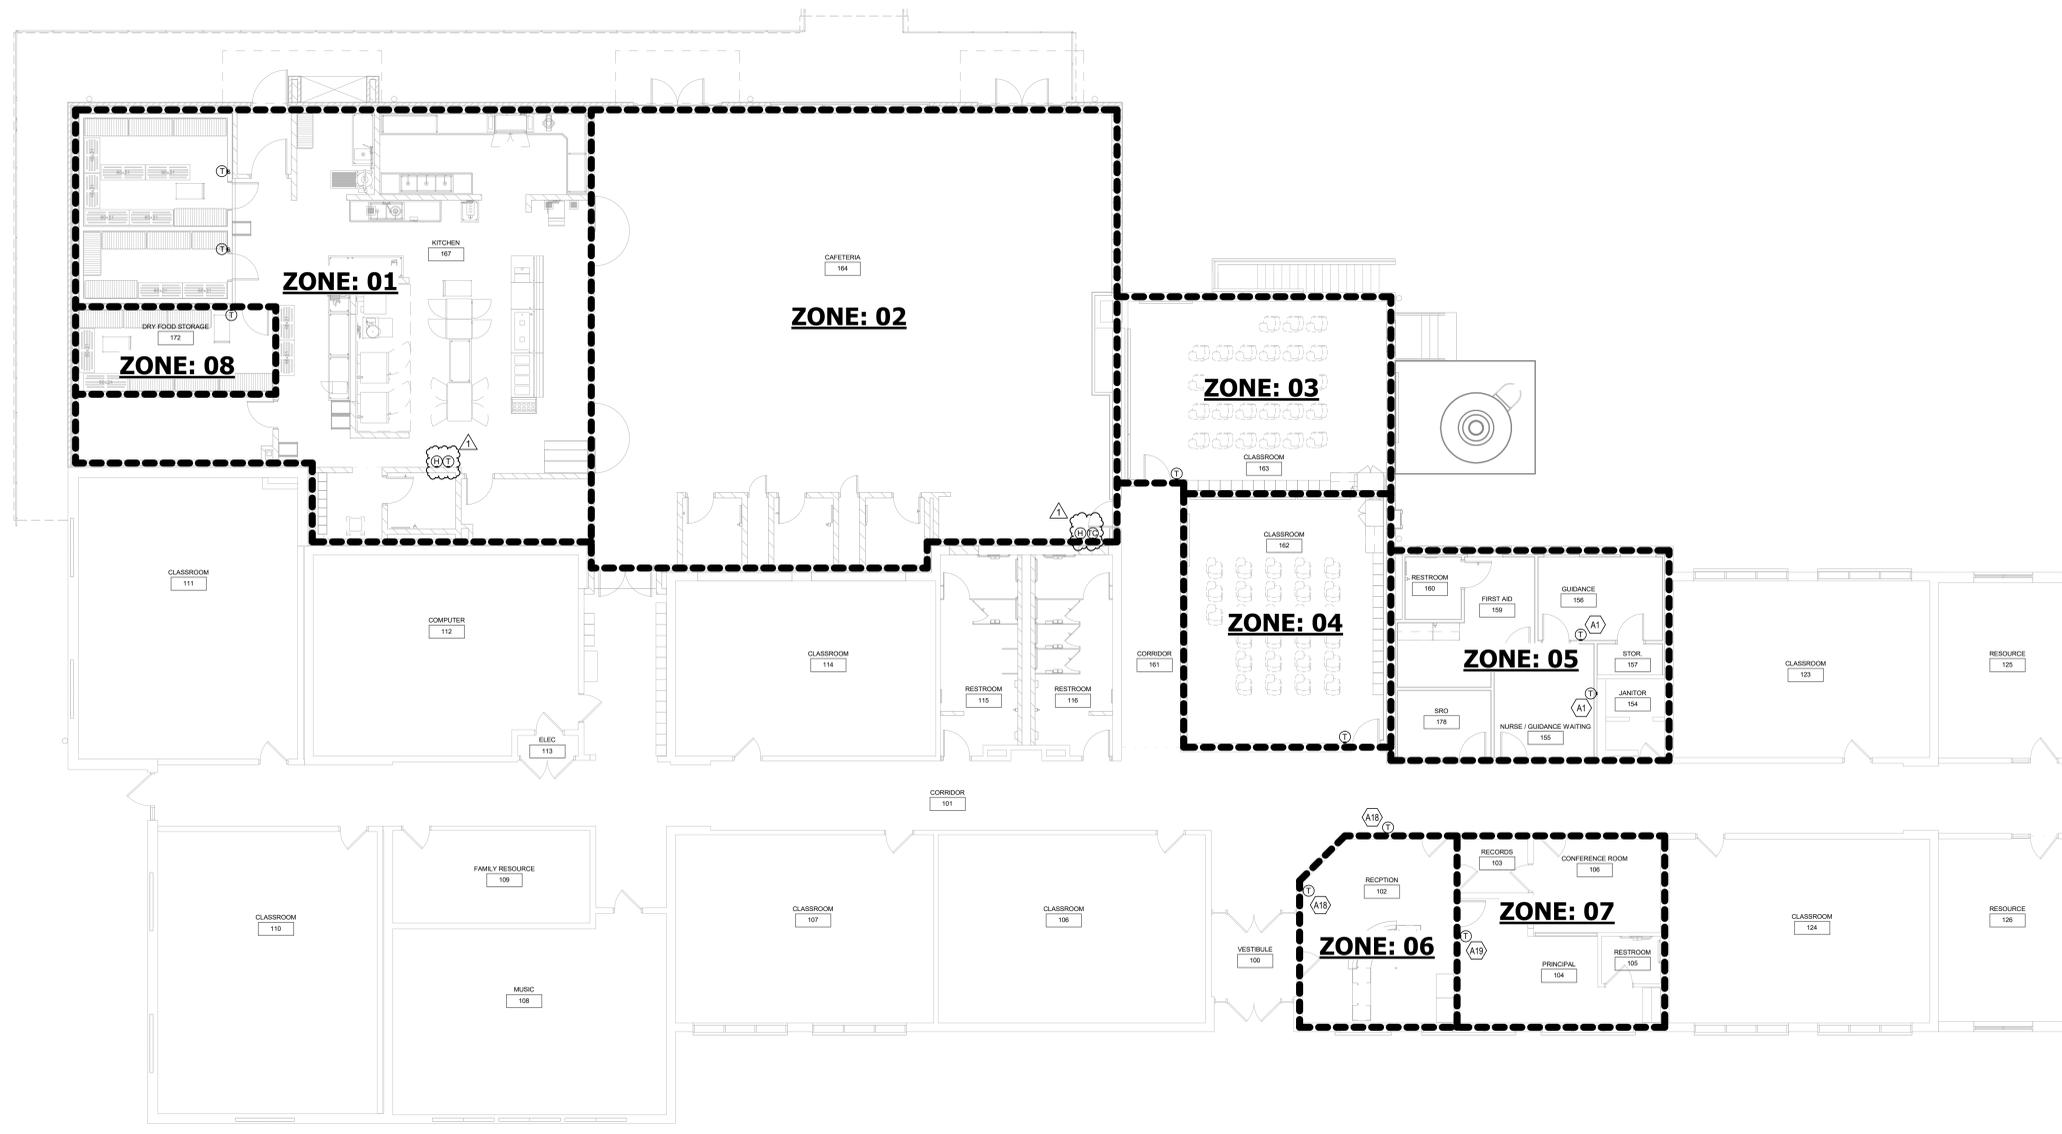 KITCHEN
167
ZONE: 01
CAFETERIA
164
ZONE: 02
DRY FOOD STORAGE
172
ZONE: 08
T
T
T
1
H T
1
H TC
ZONE: 03
CLASSROOM
163
T
CLASSROOM
162
ZONE: 04
T
CLASSROOM
111
COMPUTER
112
ELEC
113
CLASSROOM
114
RESTROOM
115
RESTROOM
116
CORRIDOR
161
RESTROOM
160
FIRST AID
159
GUIDANCE
156
A1
T
ZONE: 05
STOR.
157
T
A1
JANITOR
154
SRO
178
NURSE / GUIDANCE WAITING
155
CLASSROOM
123
RESOURCE
125
CORRIDOR
101
CLASSROOM
110
FAMILY RESOURCE
109
MUSIC
108
CLASSROOM
107
CLASSROOM
106
VESTIBULE
100
A18
T
RECPTION
102
T
A18
ZONE: 06
RECORDS
103
CONFERENCE ROOM
106
ZONE: 07
T
A19
PRINCIPAL
104
RESTROOM
105
CLASSROOM
124
RESOURCE
126